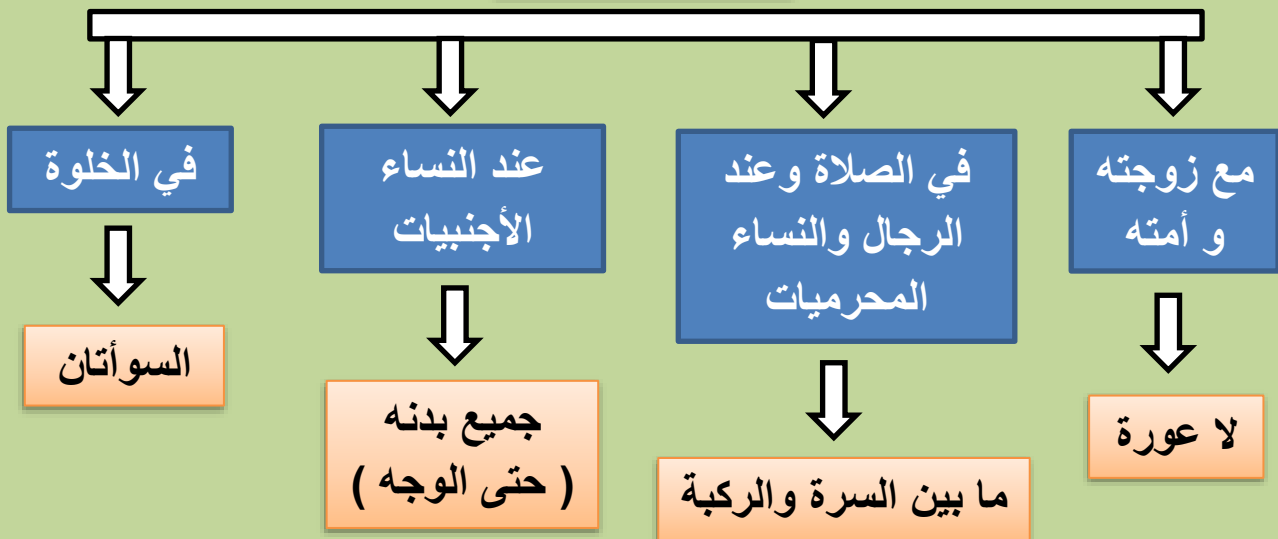 مع زوجته
و أمته
لا عورة
في الصلاة وعند
الرجال والنساء
المحرميات
ما بين السرة والركبة
عند النساء
الأجنبيات
جميع بدنه
( حتى الوجه )
في الخلوة
السوأتان